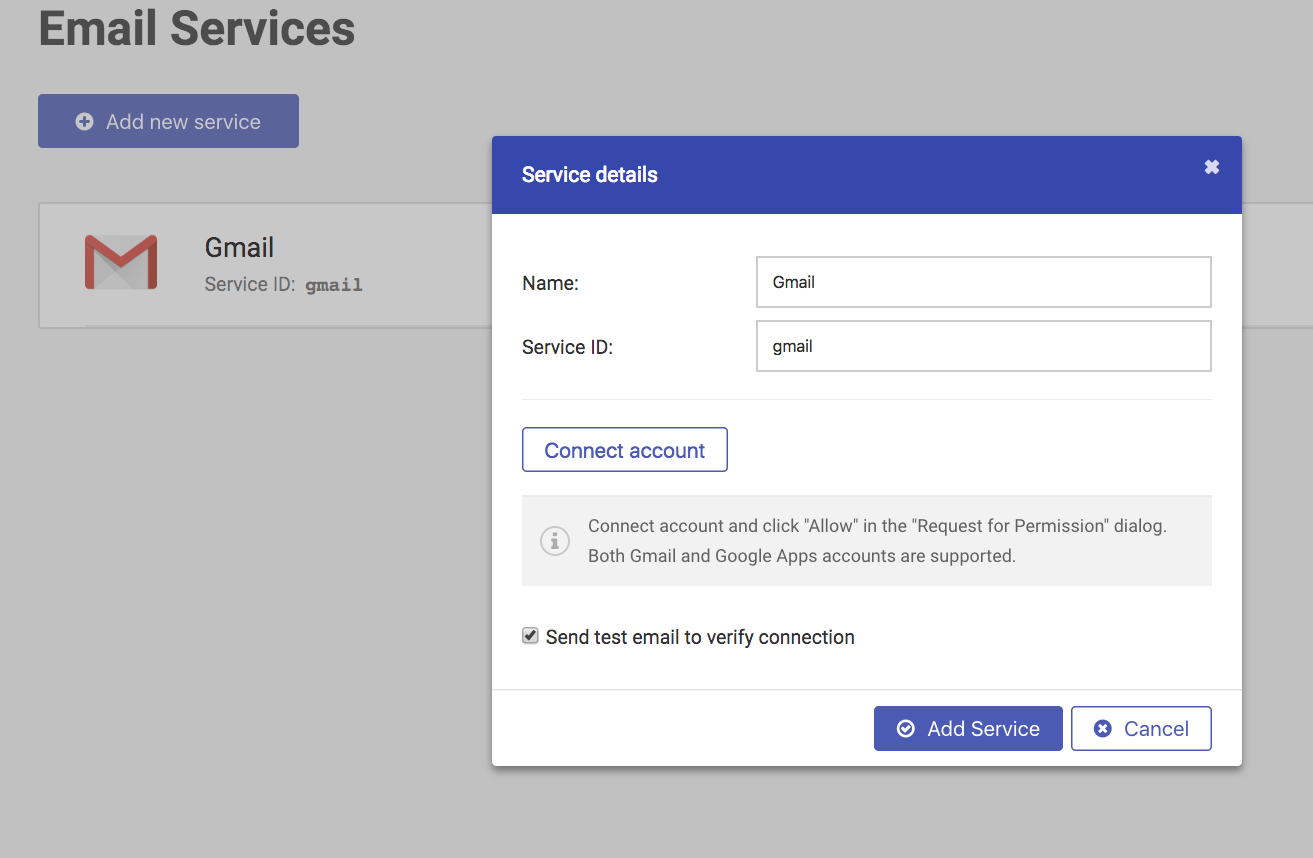 Email Services
Add new service
Gmail
Service ID: gmail
Service details
Name:
Gmail
Service ID:
gmail
Connect account
Connect account and click "Allow" in the "Request for Permission" dialog.
Both Gmail and Google Apps accounts are supported.
Send test email to verify connection
Add Service
Cancel